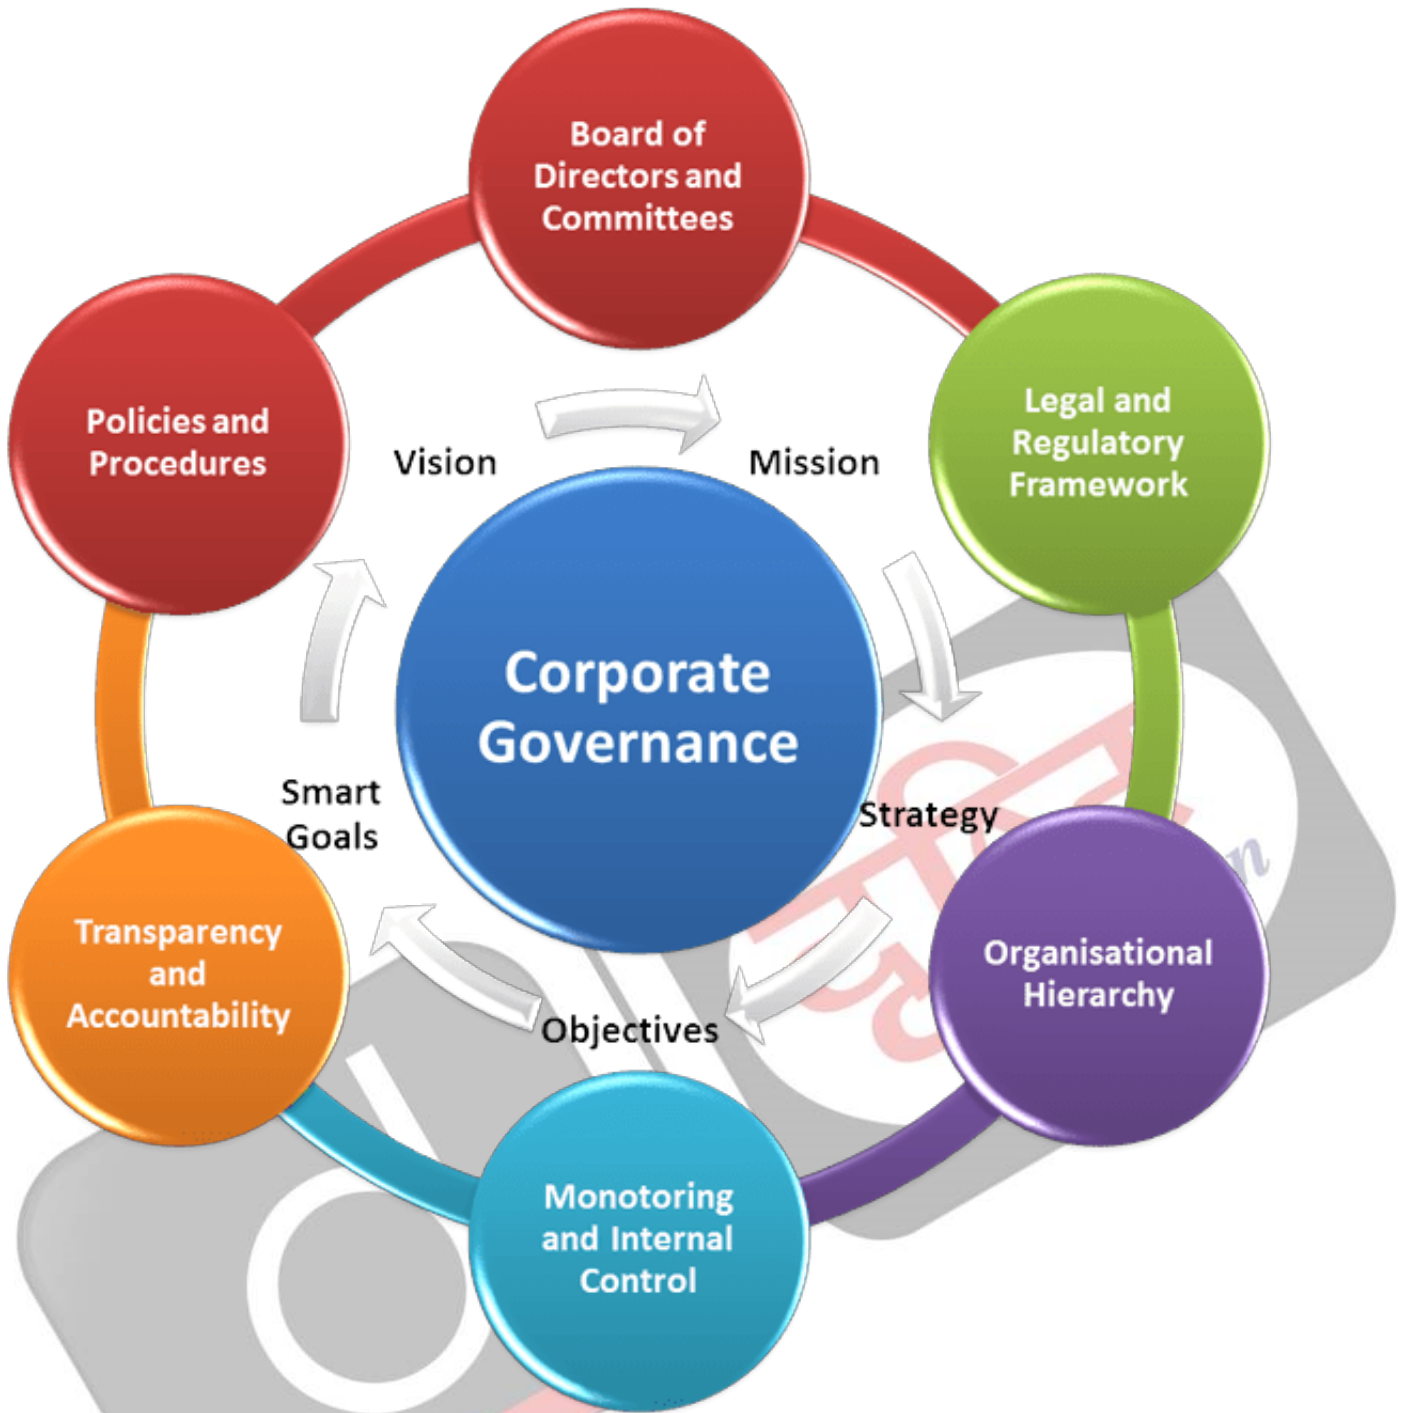 Board of
Directors and
Committees
Legal and
Regulatory
Framework
Organisational
Hierarchy
Monotoring
and Internal
Control
Transparency
and
Accountability
Policies and
Procedures
Vision
Mission
Strategy
Objectives
Smart
Goals
Corporate
Governance